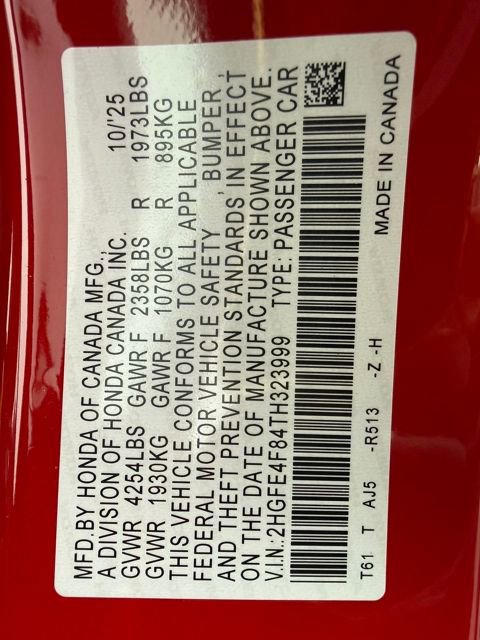 MFD.BY HONDA OF CANADA MFG., 10/'25
A DIVISION OF HONDA CANADA INC.
GVWR 4254LBS GAWR F 2358LBS R 1973LBS
GVWR 1930KG GAWR F 1070KG R 895KG
THIS VEHICLE CONFORMS TO ALL APPLICABLE
FEDERAL MOTOR VEHICLE SAFETY , BUMPER ,
AND THEFT PREVENTION STANDARDS IN EFFECT
ON THE DATE OF MANUFACTURE SHOWN ABOVE.
V.I.N.:2HGFE4F84TH323999 TYPE: PASSENGER CAR
T61 T AJ5 -R513 -Z -H MADE IN CANADA